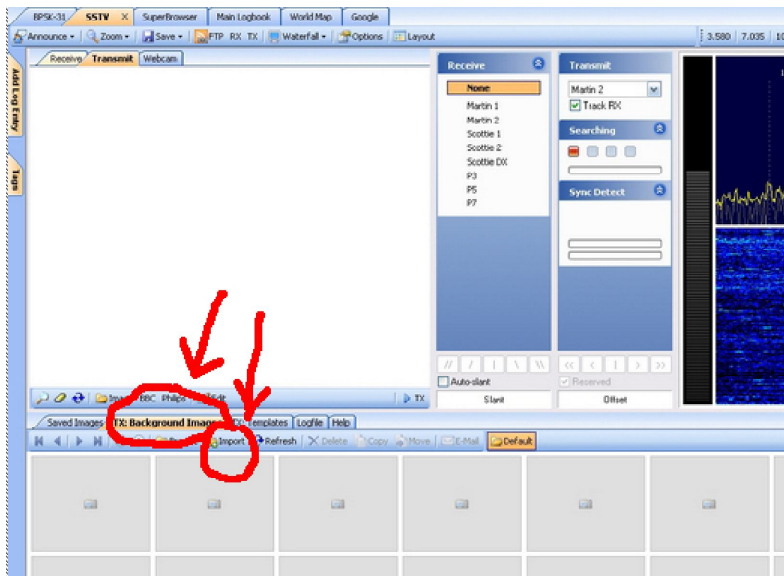 BPSK-31 SSTV X SuperBrowser Main Logbook World Map Google
Announce Zoom Save FTP RX TX Waterfall Options Layout 3.580 7.035
Add Log Entry
Tags
Receive Transmit Webcam
Receive
None
Martin 1
Martin 2
Scottie 1
Scottie 2
Scottie DX
P3
P5
P7
Transmit
Martin 2
Track RX
Searching
Sync Detect
// / | \ \\
<< < | > >>
Auto-slant
Reserved
Slant
Offset
BBC Philips Edit TX
Saved Images TX: Background Images Templates Logfile Help
Import Refresh Delete Copy Move E-Mail Default